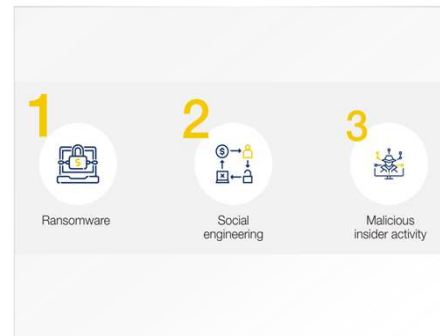 1
2
3
Ransomware
Social
engineering
Malicious
insider activity